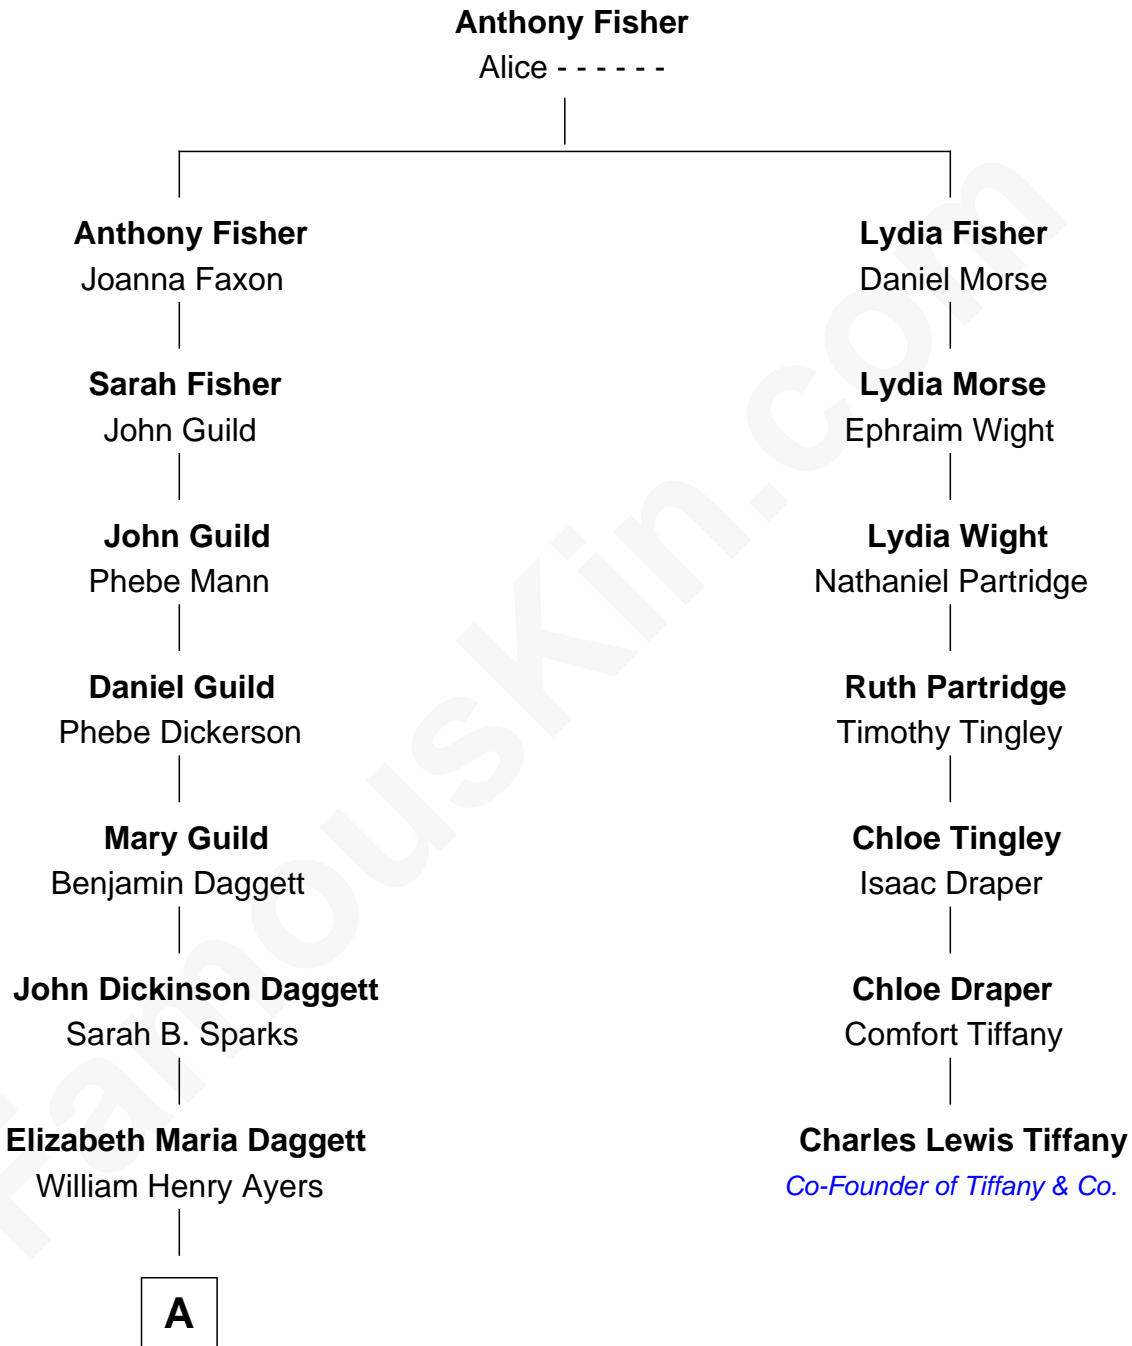 Anthony Fisher
Alice - - - - - -
Anthony Fisher
Joanna Faxon
Lydia Fisher
Daniel Morse
Sarah Fisher
John Guild
Lydia Morse
Ephraim Wight
John Guild
Phebe Mann
Lydia Wight
Nathaniel Partridge
Daniel Guild
Phebe Dickerson
Ruth Partridge
Timothy Tingley
Mary Guild
Benjamin Daggett
Chloe Tingley
Isaac Draper
John Dickinson Daggett
Sarah B. Sparks
Chloe Draper
Comfort Tiffany
Elizabeth Maria Daggett
William Henry Ayers
Charles Lewis Tiffany
Co-Founder of Tiffany & Co.
A
FamousKin.com